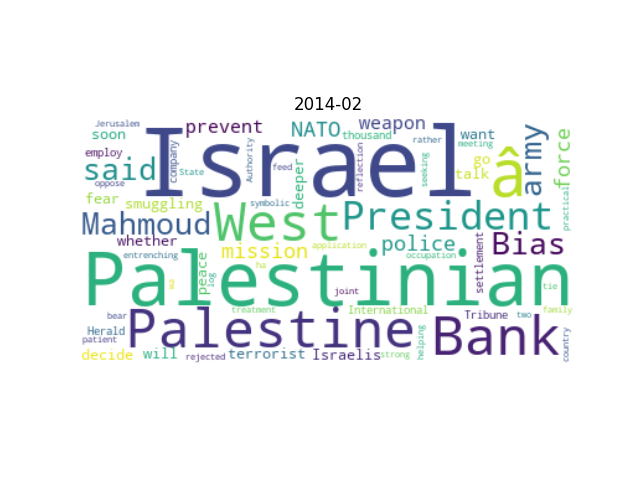 2014-02
Jerusalem
soon
prevent
NATO
weapon
rather
want
meeting
army
force
employ
said
company
State
Israel
Authority
feed
thousand
reflection
seeking
go
talk
â
oppose
fear
smuggling
deeper
symbolic
practical
Mahmoud
West
President
whether
mission
application
police
Bias
entrenching
peace
log
ha
occupation
settlement
Palestinian
joint
tie
treatment
International
family
bear
Herald
patient
Palestine
Tribune
two
Bank
country
decide
will
rejected
terrorist
Israelis
strong
helping